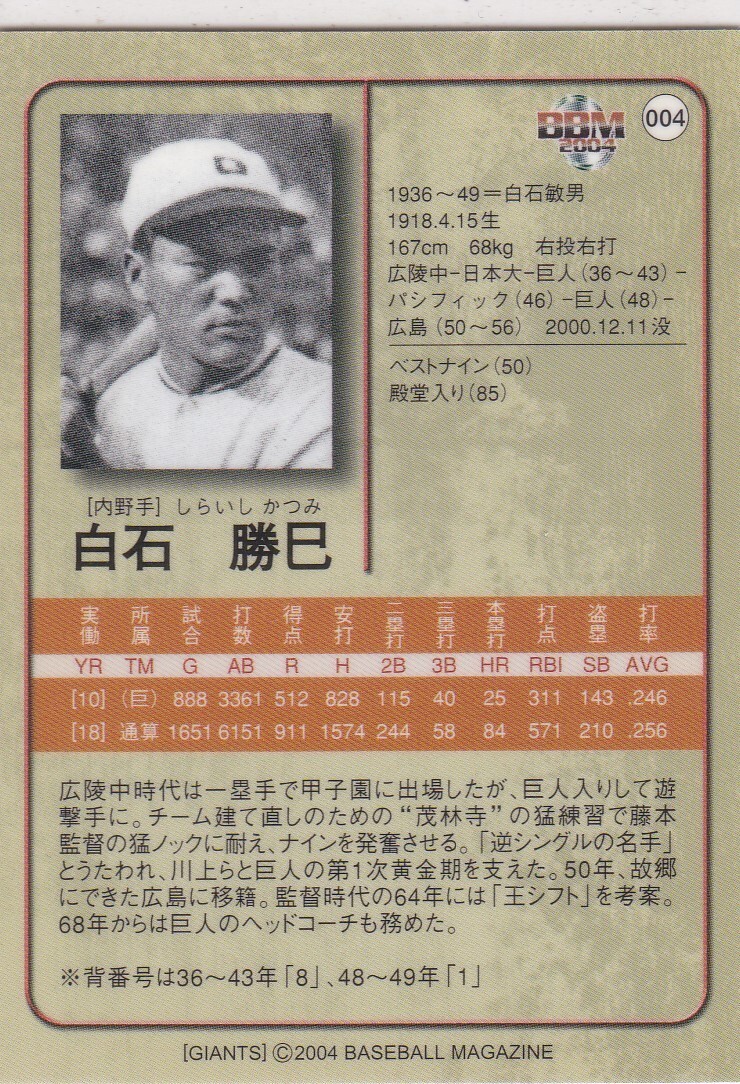 BBM
2004
004
1936～49＝白石敏男
1918.4.15生
167cm 68kg 右投右打
広陵中−日本大−巨人（36～43）−
パシフィック（46）−巨人（48）−
広島（50～56） 2000.12.11没
ベストナイン（50）
殿堂入り（85）
［内野手］ しらいし かつみ
白石 勝巳
実働 所属 試合 打数 得点 安打 二塁打 三塁打 本塁打 打点 盗塁 打率
YR TM G AB R H 2B 3B HR RBI SB AVG
[10] （巨） 888 3361 512 828 115 40 25 311 143 .246
[18] 通算 1651 6151 911 1574 244 58 84 571 210 .256
広陵中時代は一塁手で甲子園に出場したが、巨人入りして遊
撃手に。チーム建て直しのための“茂林寺”の猛練習で藤本
監督の猛ノックに耐え、ナインを発奮させる。「逆シングルの名手」
とうたわれ、川上らと巨人の第1次黄金期を支えた。50年、故郷
にできた広島に移籍。監督時代の64年には「王シフト」を考案。
68年からは巨人のヘッドコーチも務めた。
※背番号は36～43年「8」、48～49年「1」
[GIANTS] ©2004 BASEBALL MAGAZINE